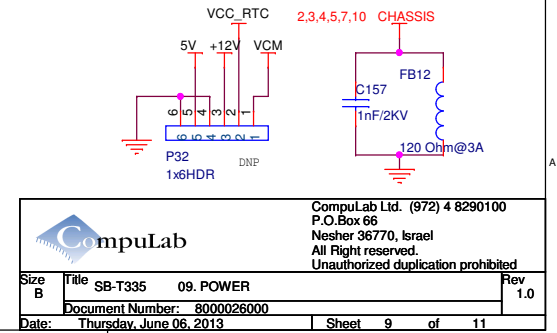 VCC_RTC
2,3,4,5,7,10 CHASSIS
5V +12V VCM
FB12
C157
1nF/2KV
6 5 4 3 2 1
6 5 4 3 2 1
120 Ohm@3A
P32
DNP
1x6HDR
A
CompuLab
CompuLab Ltd. (972) 4 8290100
P.O.Box 66
Nesher 36770, Israel
All Right reserved.
Unauthorized duplication prohibited
Size
B
Title
SB-T335 09. POWER
Rev
1.0
Document Number: 8000026000
Date: Thursday, June 06, 2013
Sheet 9 of 11